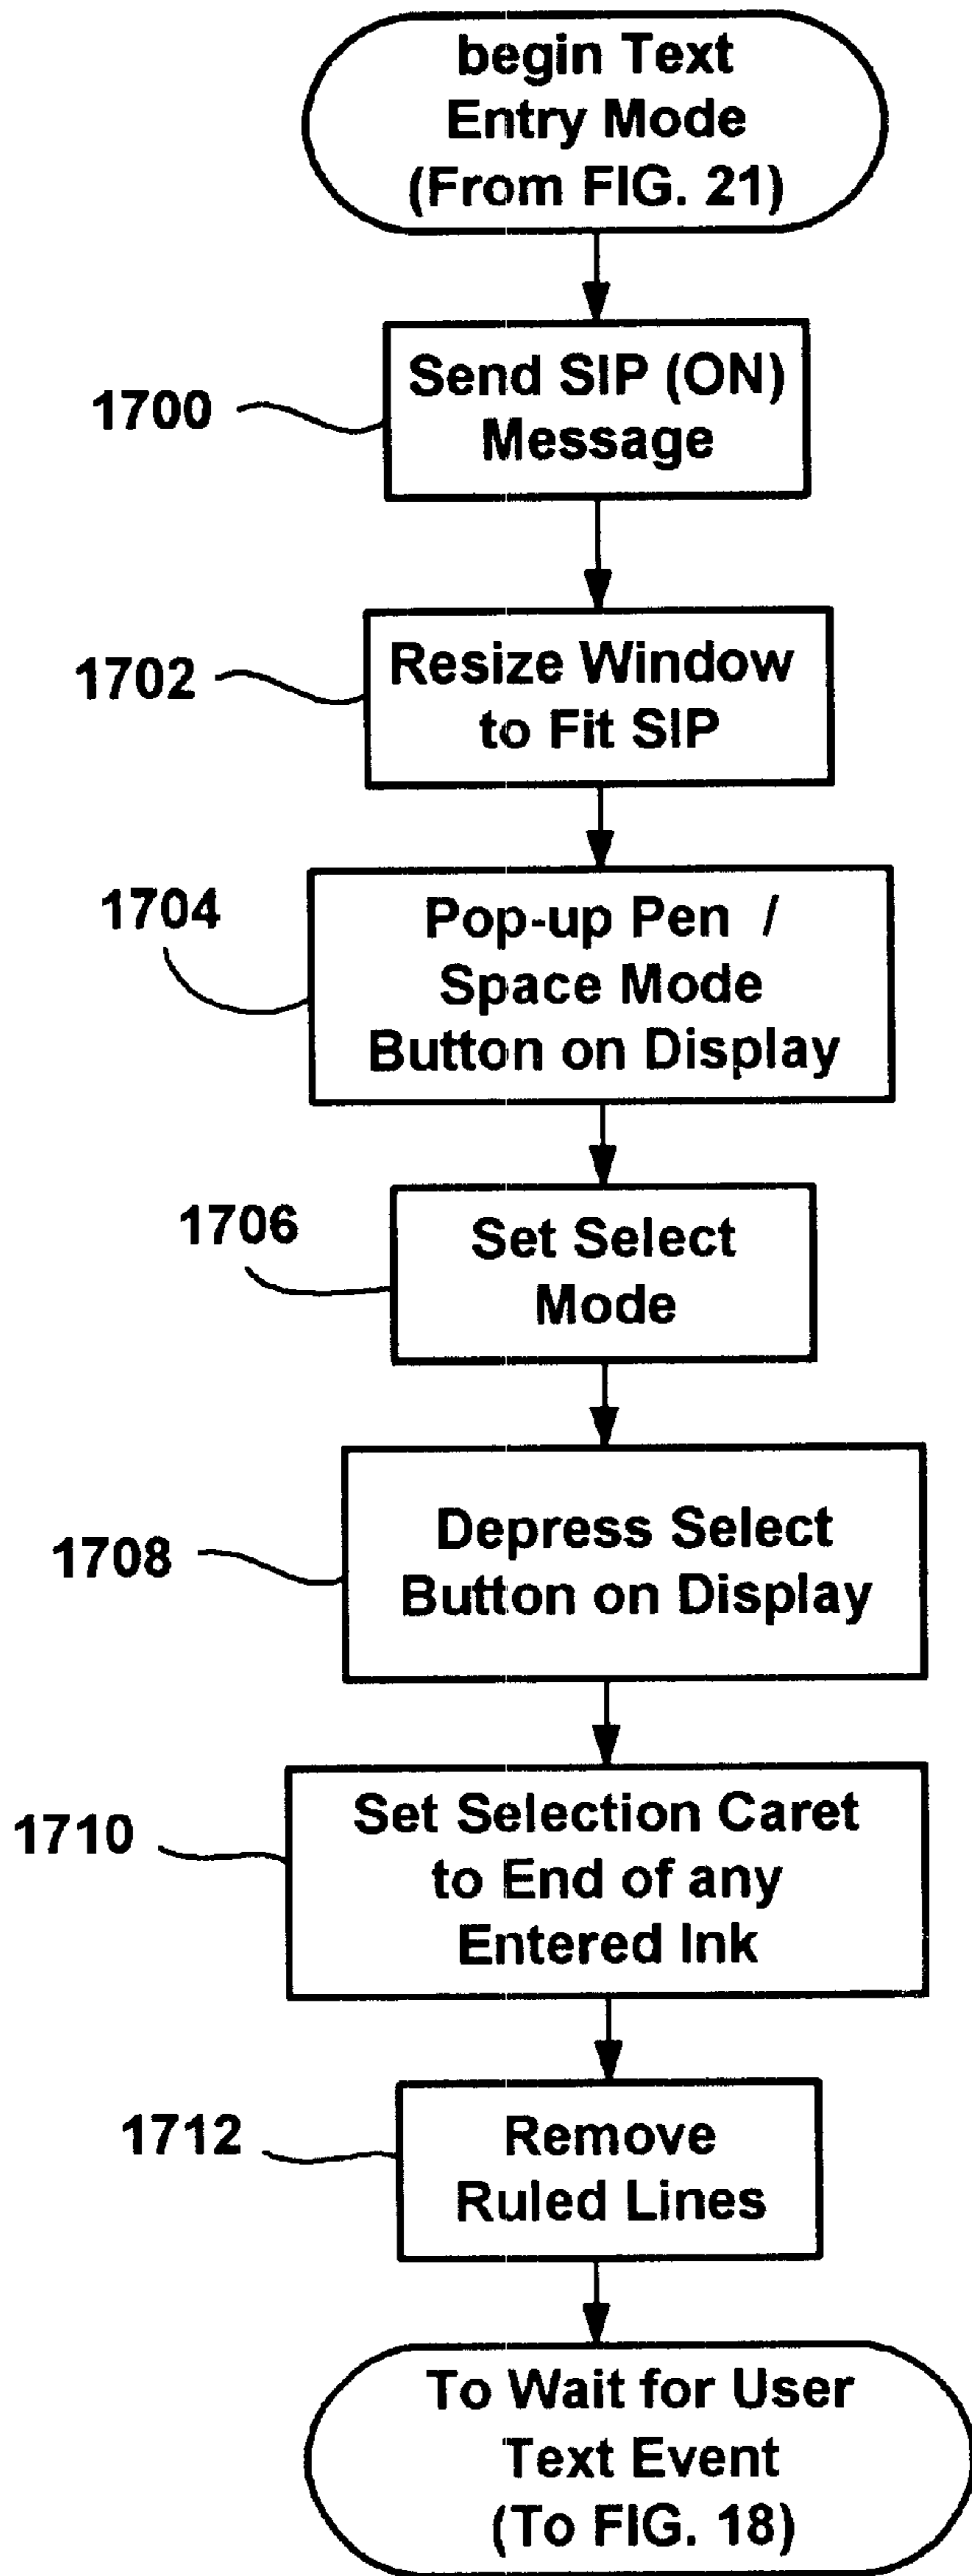 begin Text
Entry Mode
(From FIG. 21)
1700
Send SIP (ON)
Message
1702
Resize Window
to Fit SIP
1704
Pop-up Pen /
Space Mode
Button on Display
1706
Set Select
Mode
1708
Depress Select
Button on Display
1710
Set Selection Caret
to End of any
Entered Ink
1712
Remove
Ruled Lines
To Wait for User
Text Event
(To FIG. 18)